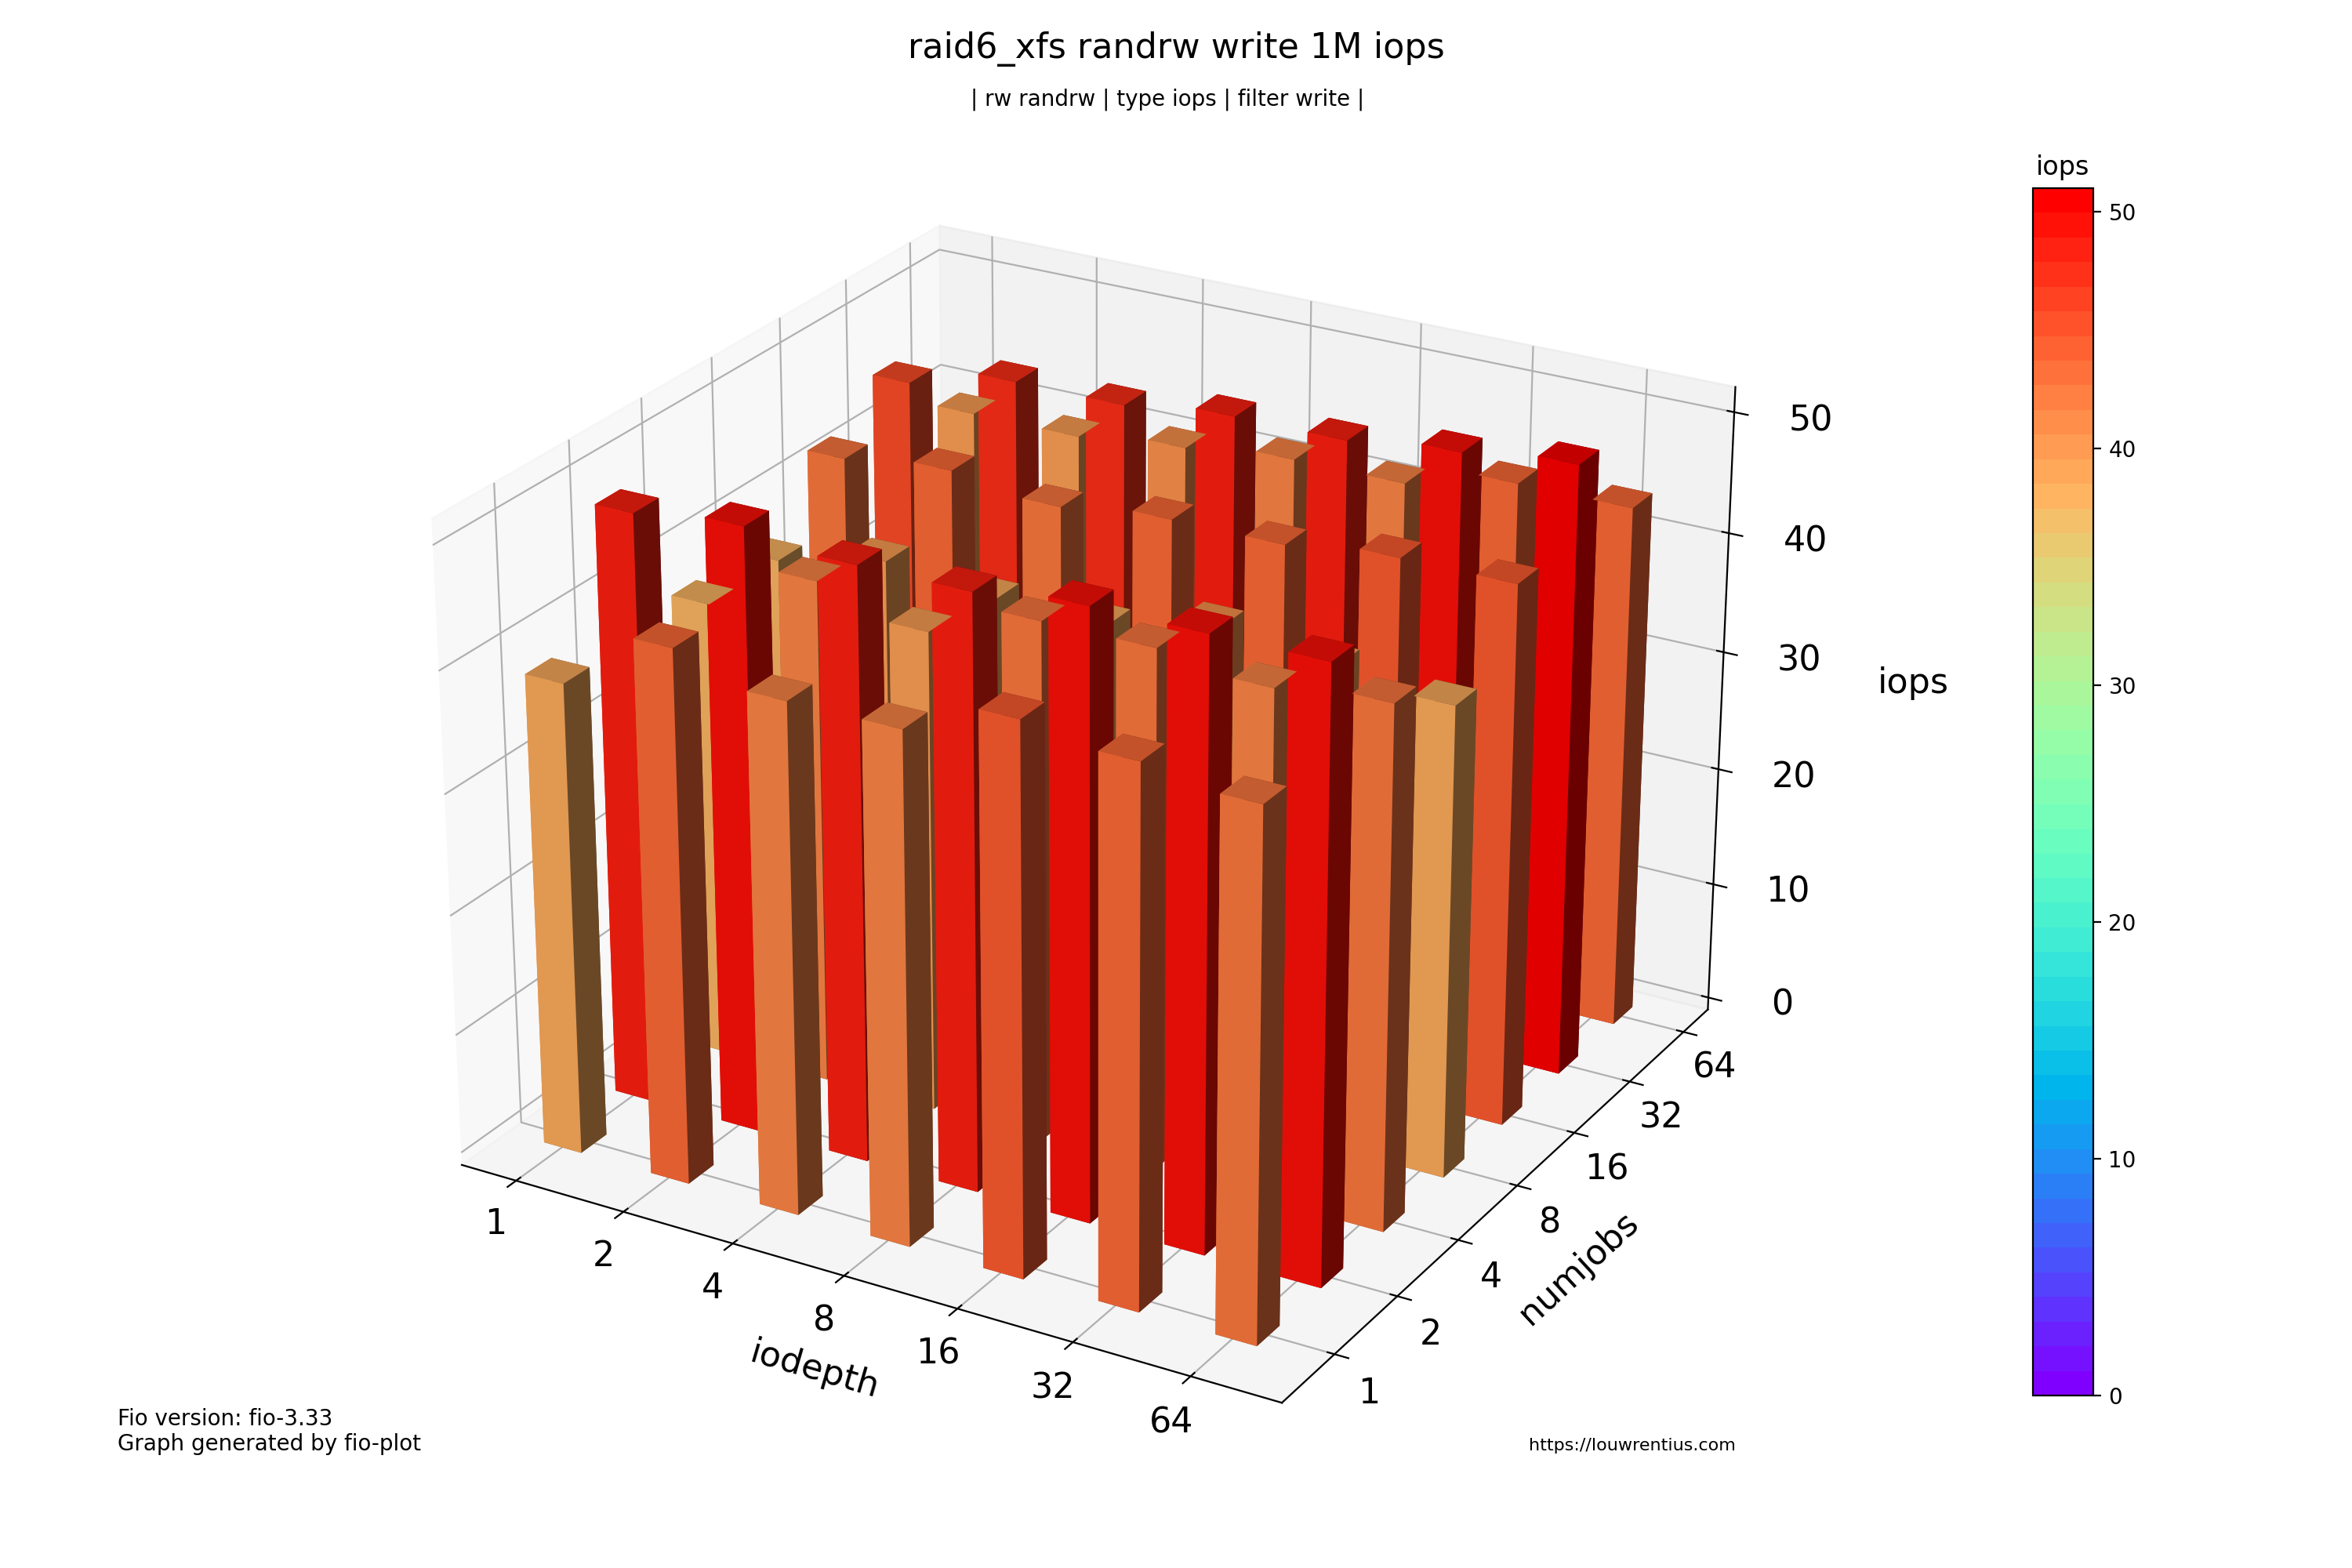 raid6_xfs randrw write 1M iops
| rw randrw | type iops | filter write |
iops
50
40
30
20
10
0
50
40
30
20
10
0
iops
64
32
16
8
4
2
1
numjobs
1
2
4
8
16
32
64
iodepth
Fio version: fio-3.33
Graph generated by fio-plot
https://louwrentius.com